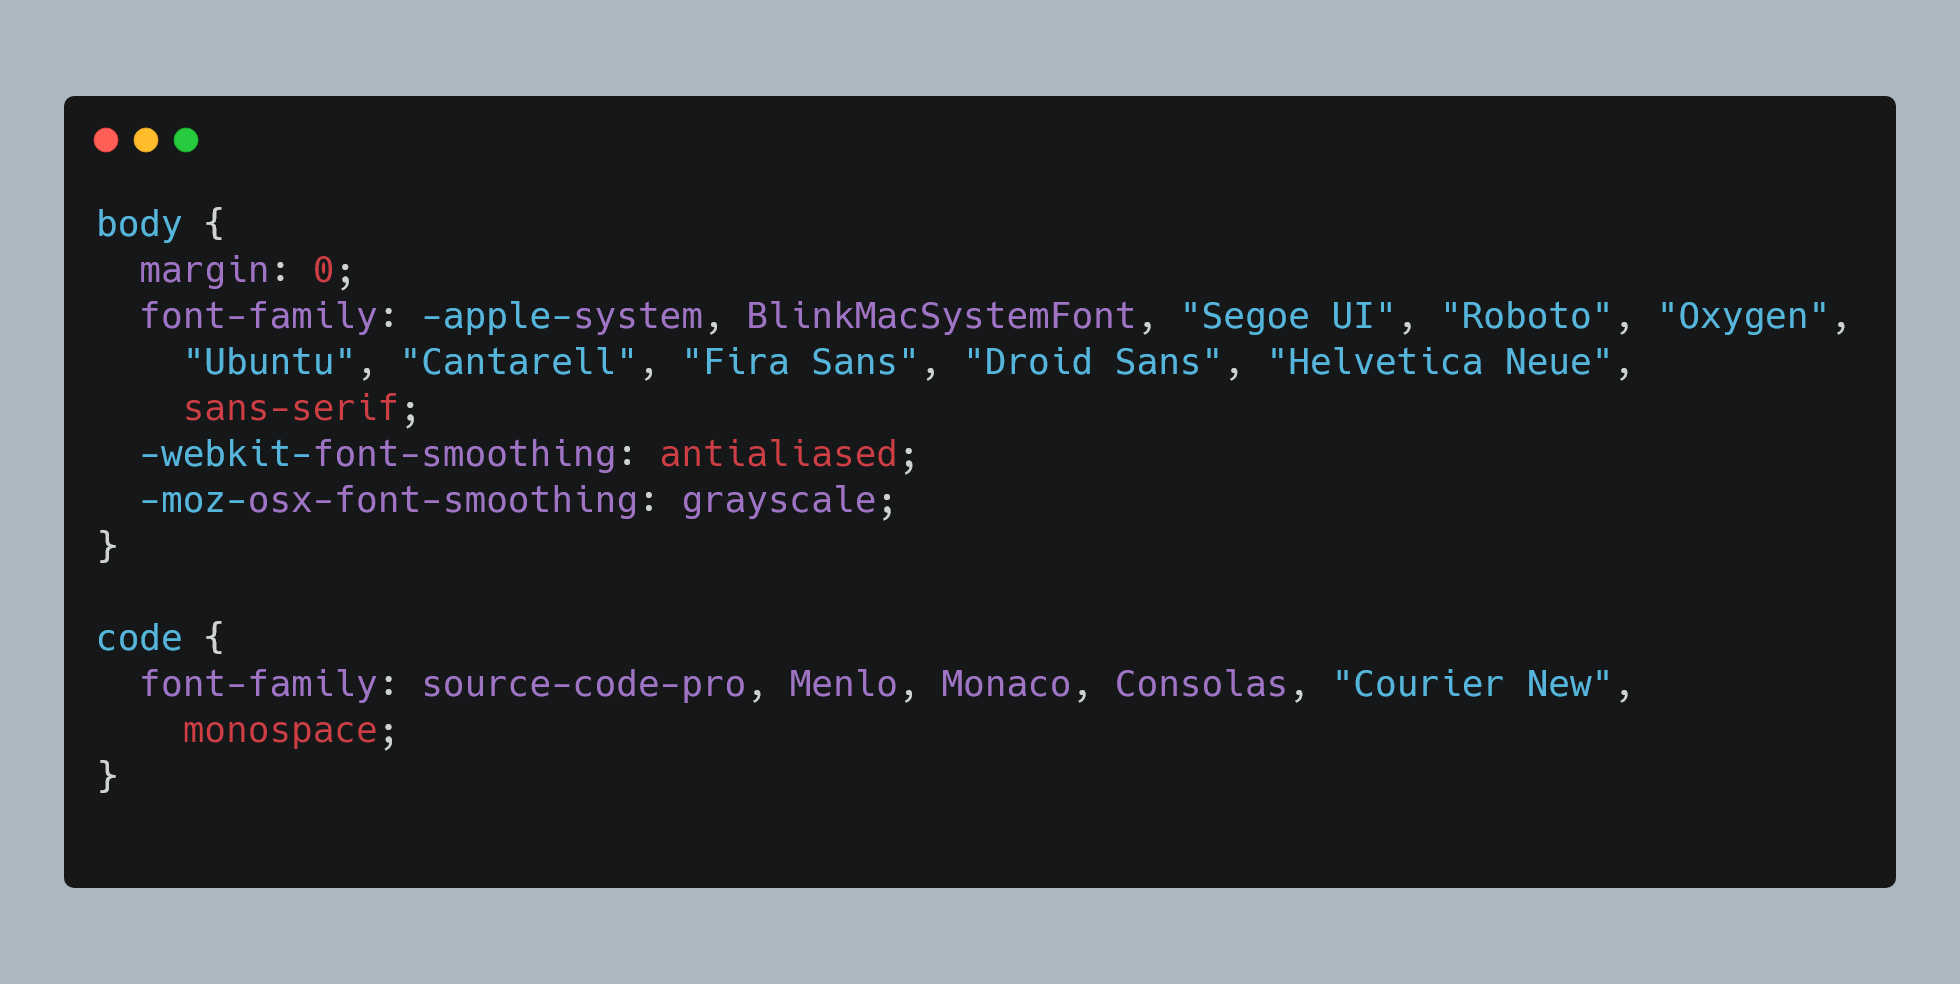 body {
  margin: 0;
  font-family: -apple-system, BlinkMacSystemFont, "Segoe UI", "Roboto", "Oxygen",
    "Ubuntu", "Cantarell", "Fira Sans", "Droid Sans", "Helvetica Neue",
    sans-serif;
  -webkit-font-smoothing: antialiased;
  -moz-osx-font-smoothing: grayscale;
}

code {
  font-family: source-code-pro, Menlo, Monaco, Consolas, "Courier New",
    monospace;
}